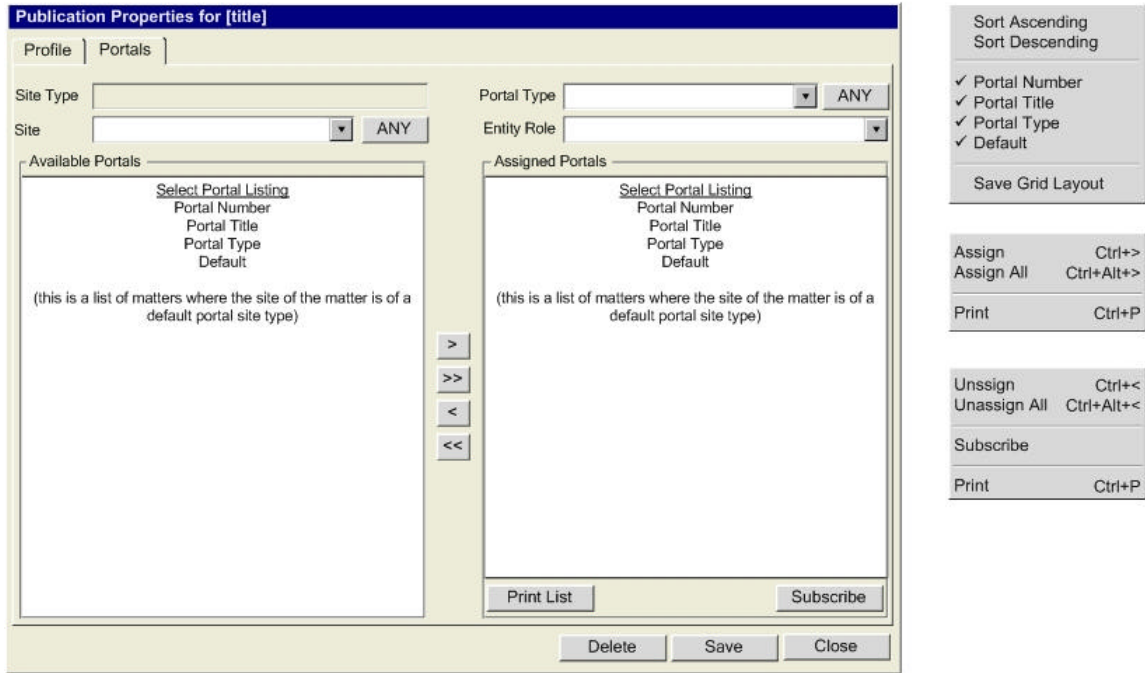 Publication Properties for [title]
Profile
Portals
Site Type
Portal Type
ANY
Site
ANY
Entity Role
Available Portals
Select Portal Listing
Portal Number
Portal Title
Portal Type
Default
(this is a list of matters where the site of the matter is of a
default portal site type)
>
>>
<
<<
Assigned Portals
Select Portal Listing
Portal Number
Portal Title
Portal Type
Default
(this is a list of matters where the site of the matter is of a
default portal site type)
Print List
Subscribe
Delete
Save
Close
Sort Ascending
Sort Descending
✓ Portal Number
✓ Portal Title
✓ Portal Type
✓ Default
Save Grid Layout
Assign Ctrl+>
Assign All Ctrl+Alt+>
Print Ctrl+P
Unssign Ctrl+<
Unassign All Ctrl+Alt+<
Subscribe
Print Ctrl+P